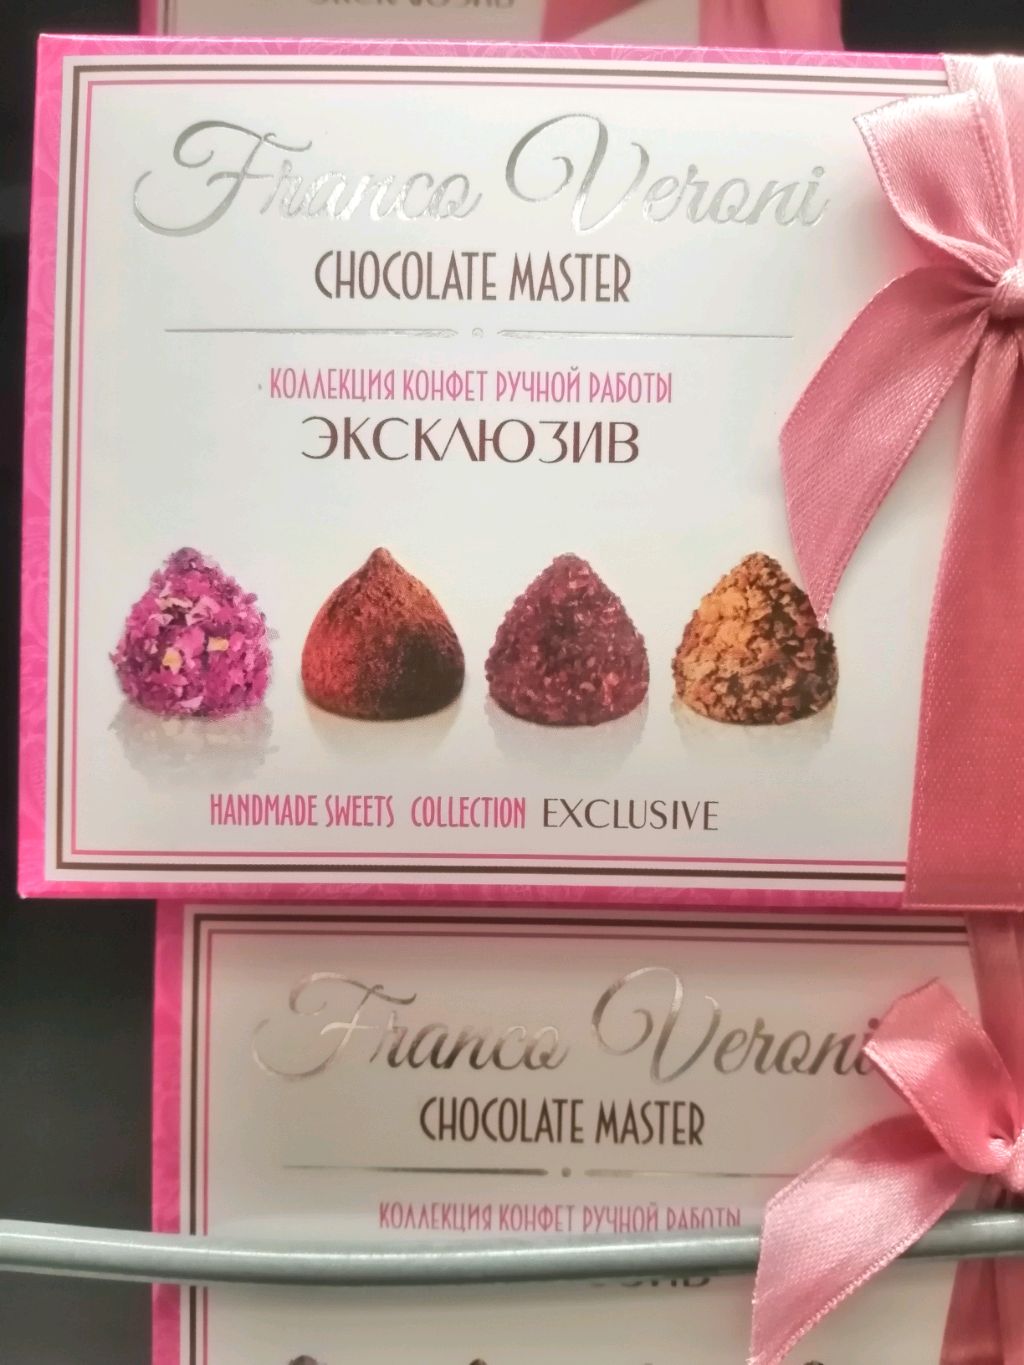 ЭКСКЛЮЗИВ
Franco Veroni
CHOCOLATE MASTER
КОЛЛЕКЦИЯ КОНФЕТ РУЧНОЙ РАБОТЫ
ЭКСКЛЮЗИВ
HANDMADE SWEETS COLLECTION EXCLUSIVE
Franco Veroni
CHOCOLATE MASTER
КОЛЛЕКЦИЯ КОНФЕТ РУЧНОЙ РАБОТЫ